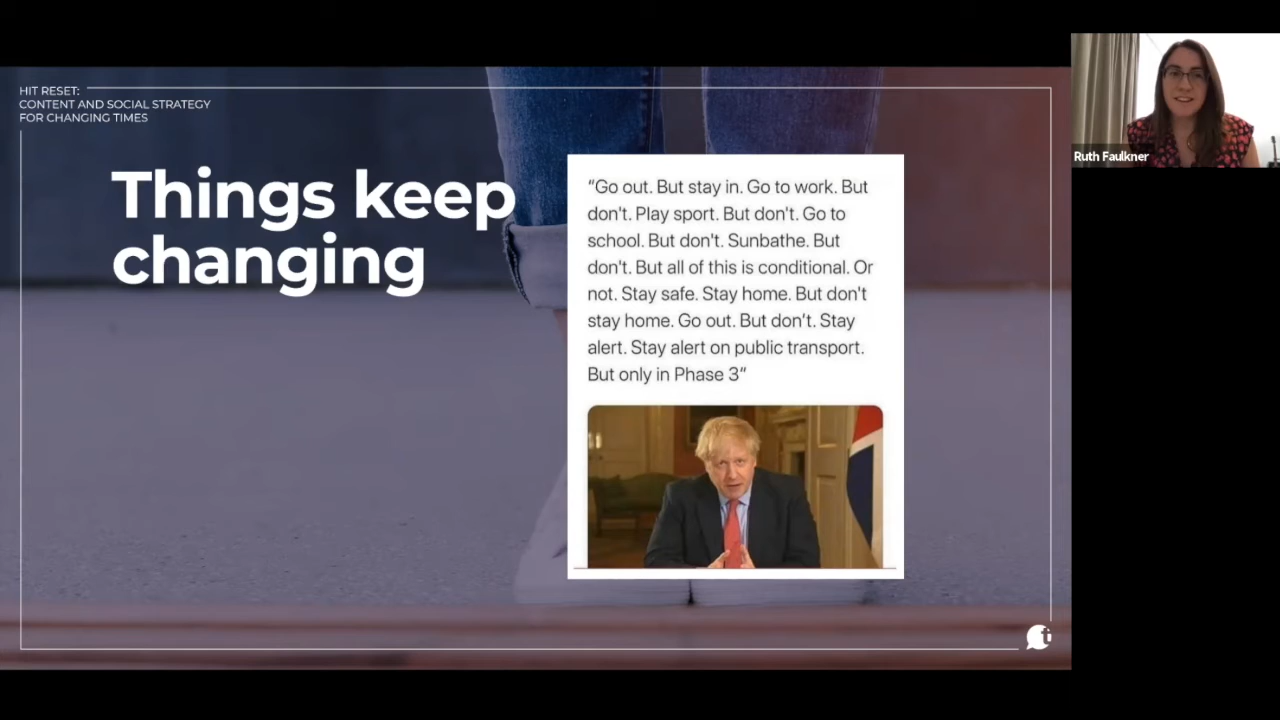 HIT RESET:
CONTENT AND SOCIAL STRATEGY
FOR CHANGING TIMES
Things keep
changing
“Go out. But stay in. Go to work. But
don't. Play sport. But don't. Go to
school. But don't. Sunbathe. But
don't. But all of this is conditional. Or
not. Stay safe. Stay home. But don't
stay home. Go out. But don't. Stay
alert. Stay alert on public transport.
But only in Phase 3”
t
Ruth Faulkner